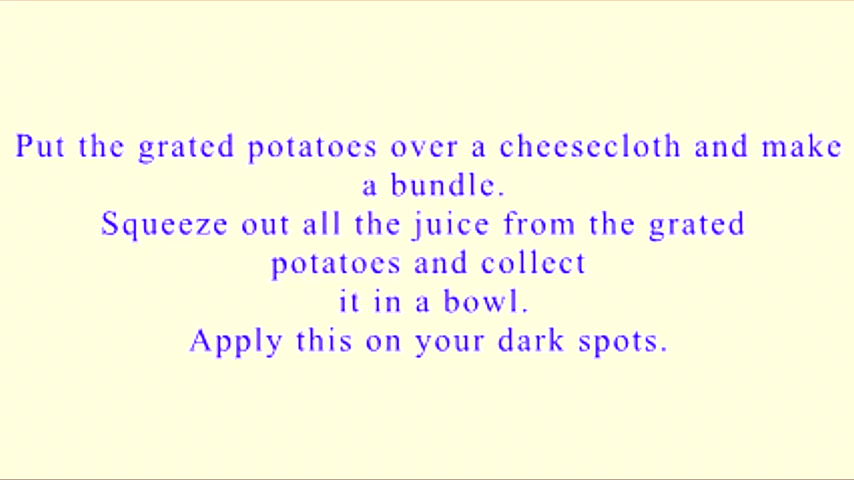 Put the grated potatoes over a cheesecloth and make
a bundle.
Squeeze out all the juice from the grated
potatoes and collect
it in a bowl.
Apply this on your dark spots.